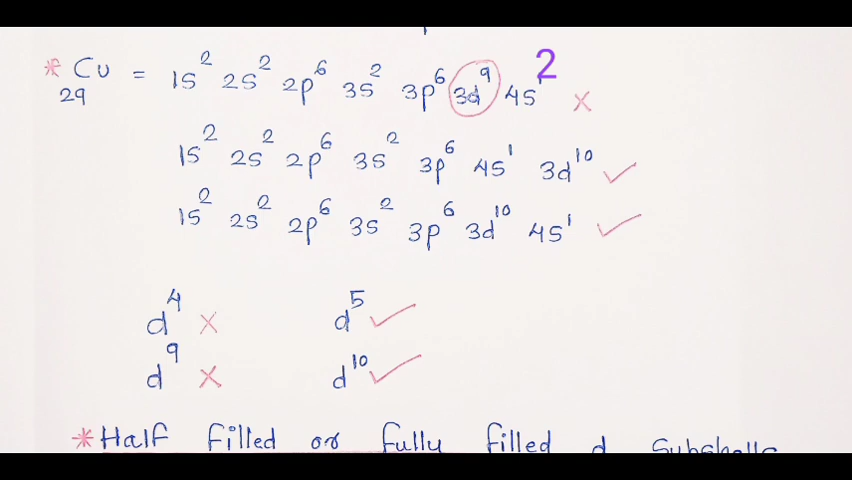 * Cu = 1s² 2s² 2p⁶ 3s² 3p⁶ 3d⁹ 4s² ×
29
1s² 2s² 2p⁶ 3s² 3p⁶ 4s¹ 3d¹⁰ ✓
1s² 2s² 2p⁶ 3s² 3p⁶ 3d¹⁰ 4s¹ ✓
d⁴ × d⁵ ✓
d⁹ × d¹⁰ ✓
* Half filled or fully filled d subshells